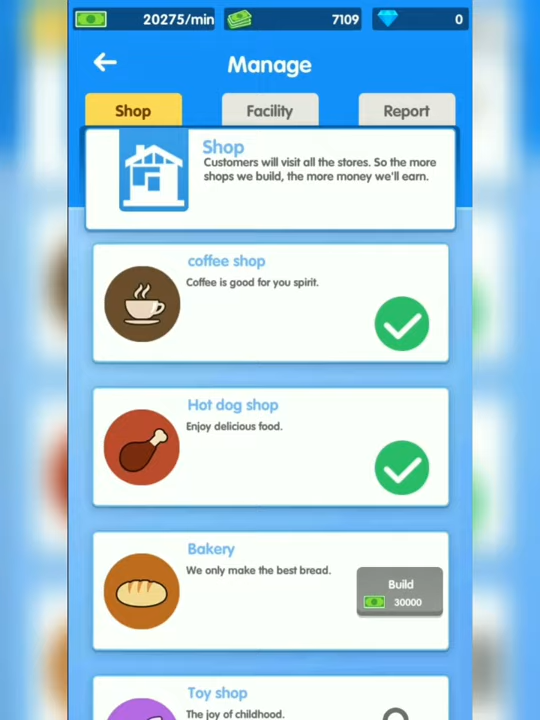 20275/min
7109
0
Manage
Shop
Facility
Report
Shop
Customers will visit all the stores. So the more
shops we build, the more money we'll earn.
coffee shop
Coffee is good for you spirit.
Hot dog shop
Enjoy delicious food.
Bakery
We only make the best bread.
Build
30000
Toy shop
The joy of childhood.